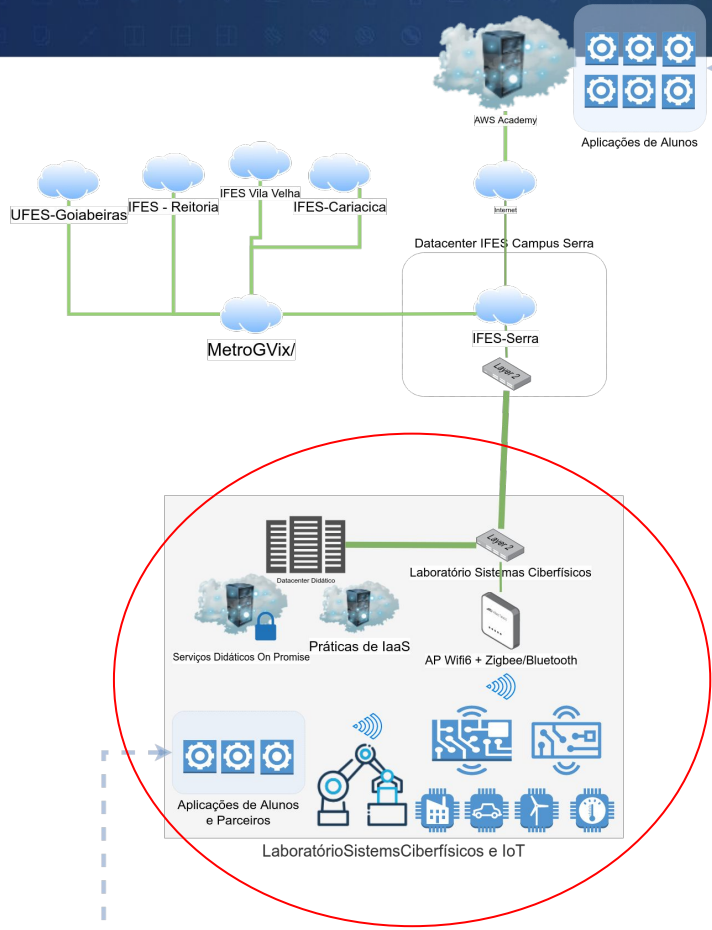 AWS Academy
Aplicações de Alunos
UFES-Goiabeiras
IFES - Reitoria
IFES Vila Velha
IFES-Cariacica
Internet
Datacenter IFES Campus Serra
MetroGVix/
IFES-Serra
Layer 2
Layer 2
Datacenter Didático
Laboratório Sistemas Ciberfísicos
Serviços Didáticos On Promise
Práticas de IaaS
AP Wifi6 + Zigbee/Bluetooth
Aplicações de Alunos
e Parceiros
LaboratórioSistemsCiberfísicos e IoT